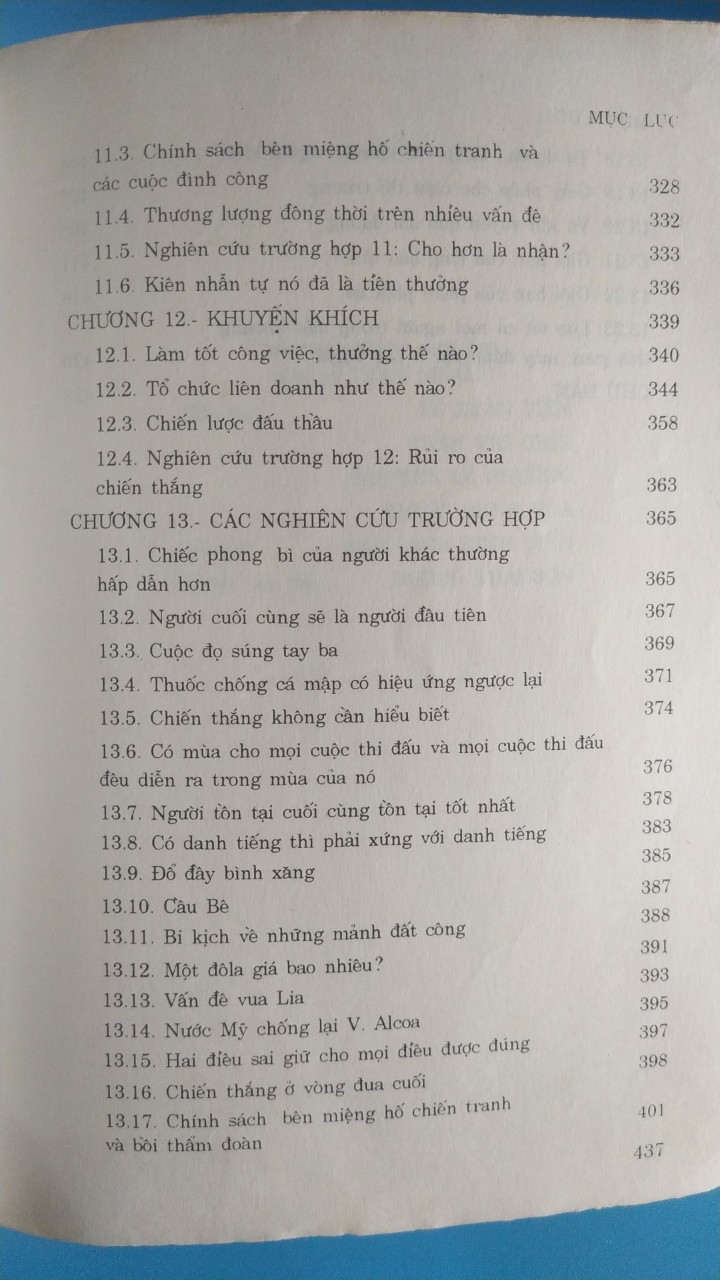 MỤC LỤC
11.3. Chính sách bên miệng hố chiến tranh và
các cuộc đình công 328
11.4. Thương lượng đồng thời trên nhiều vấn đề 332
11.5. Nghiên cứu trường hợp 11: Cho hơn là nhận? 333
11.6. Kiên nhẫn tự nó đã là tiền thưởng 336
CHƯƠNG 12.- KHUYẾN KHÍCH 339
12.1. Làm tốt công việc, thưởng thế nào? 340
12.2. Tổ chức liên doanh như thế nào? 344
12.3. Chiến lược đấu thầu 358
12.4. Nghiên cứu trường hợp 12: Rủi ro của
chiến thắng 363
CHƯƠNG 13.- CÁC NGHIÊN CỨU TRƯỜNG HỢP 365
13.1. Chiếc phong bì của người khác thường
hấp dẫn hơn 365
13.2. Người cuối cùng sẽ là người đầu tiên 367
13.3. Cuộc đọ súng tay ba 369
13.4. Thuốc chống cá mập có hiệu ứng ngược lại 371
13.5. Chiến thắng không cần hiểu biết 374
13.6. Có mùa cho mọi cuộc thi đấu và mọi cuộc thi đấu
đều diễn ra trong mùa của nó 376
13.7. Người tồn tại cuối cùng tồn tại tốt nhất 378
13.8. Có danh tiếng thì phải xứng với danh tiếng 383
13.9. Đổ đầy bình xăng 385
13.10. Cầu Bê 387
13.11. Bi kịch về những mảnh đất công 388
13.12. Một đôla giá bao nhiêu? 391
13.13. Vấn đề vua Lia 393
13.14. Nước Mỹ chống lại V. Alcoa 395
13.15. Hai điều sai giữ cho mọi điều được đúng 397
13.16. Chiến thắng ở vòng đua cuối 398
13.17. Chính sách bên miệng hố chiến tranh 401
và bồi thẩm đoàn 437